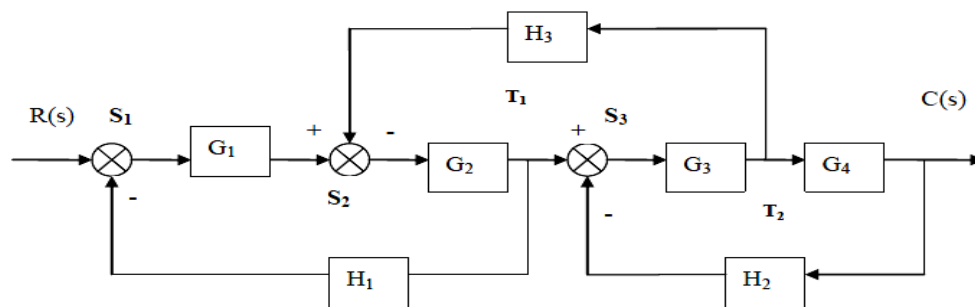 H₃
T₁
R(s)
S₁
S₃
C(s)
+
-
+
G₁
G₂
G₃
G₄
-
S₂
-
T₂
H₁
H₂